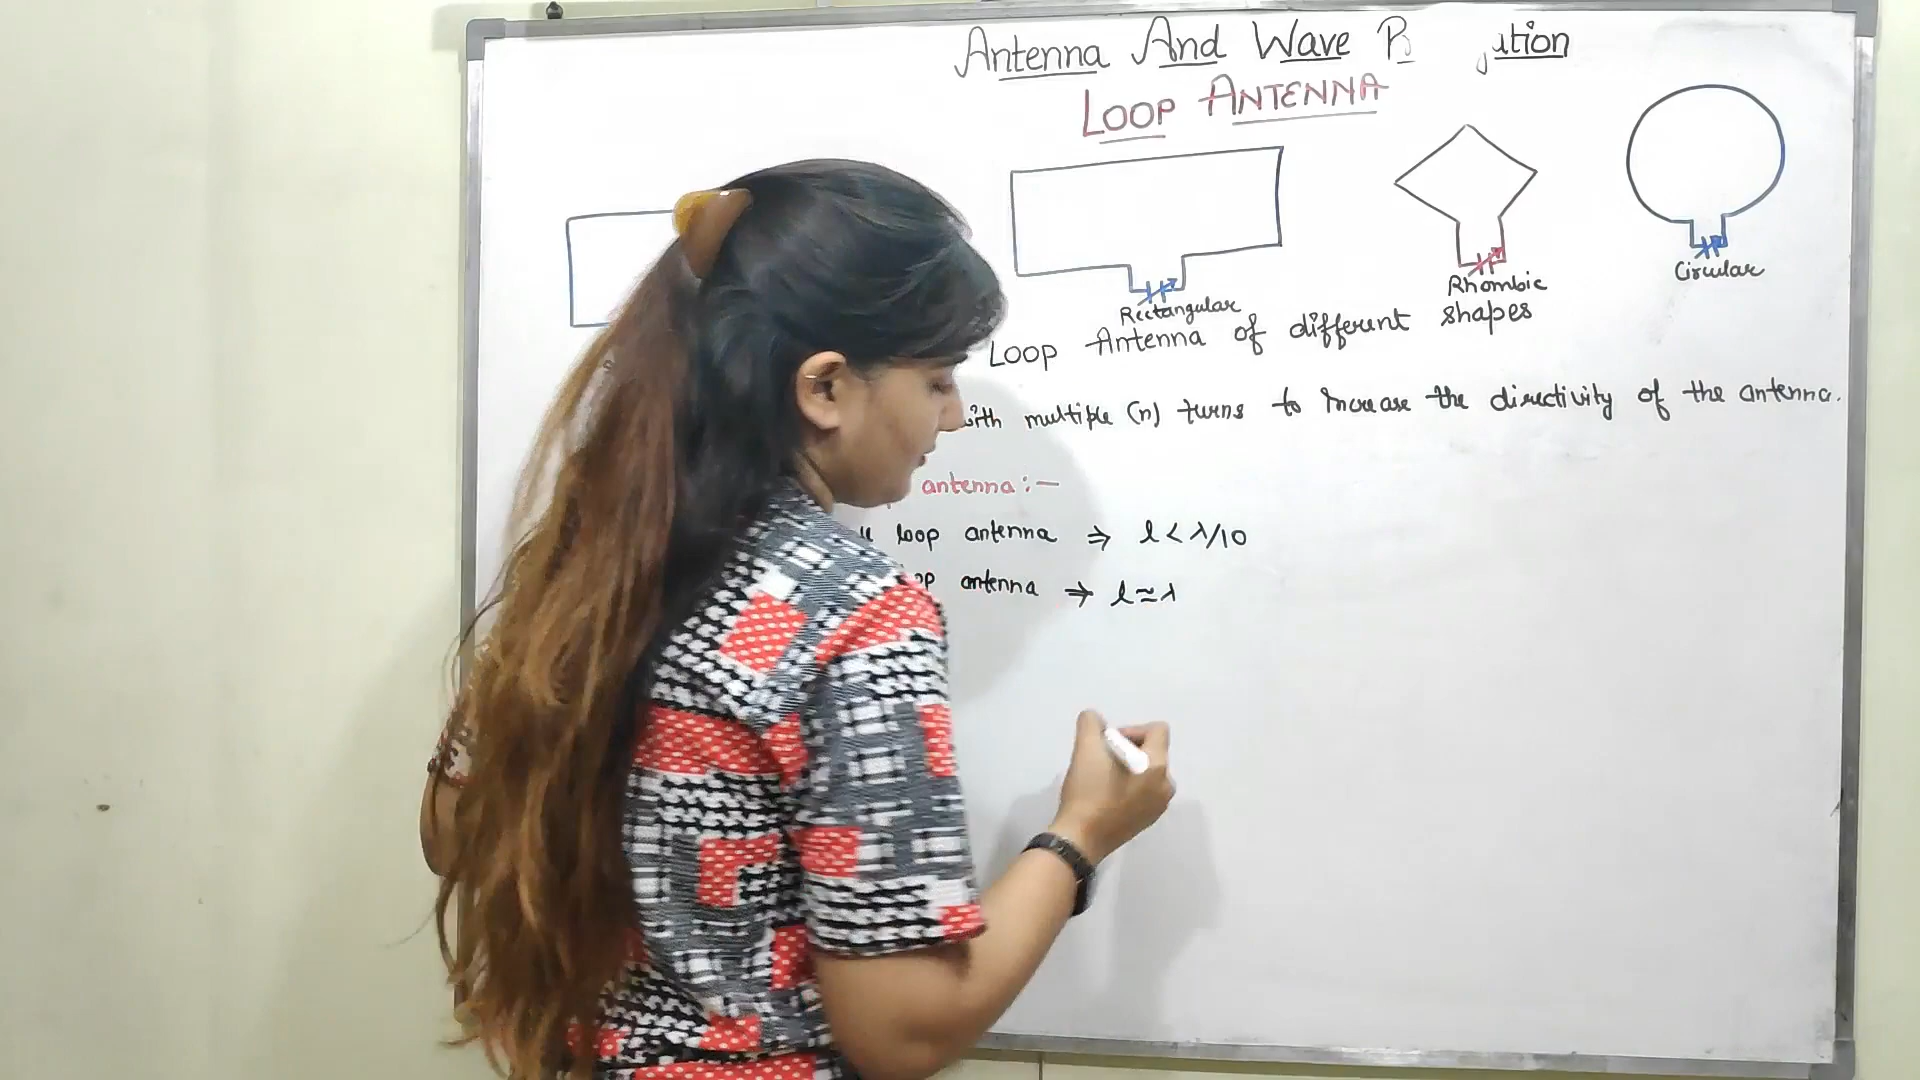 Antenna And Wave
LOOP ANTENNA
Rectangular
Rhombic
Circular
LOOP Antenna of different shapes
with multiple (n) turns to Increase the directivity of the antenna.
antenna :-
loop antenna ⇒ l < λ/10
antenna ⇒ l ≃ λ